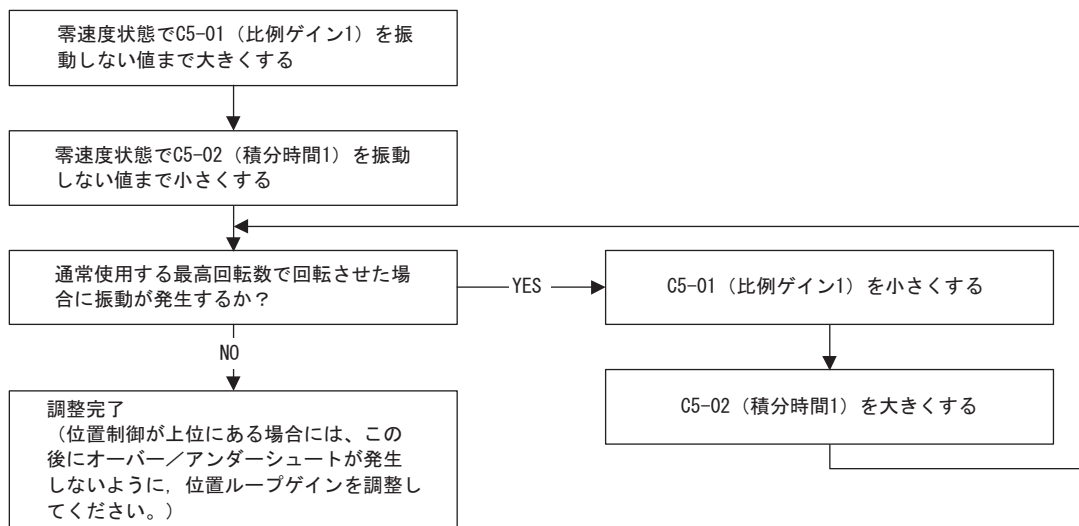 零速度状態でC5-01（比例ゲイン1）を振
動しない値まで大きくする
零速度状態でC5-02（積分時間1）を振動
しない値まで小さくする
通常使用する最高回転数で回転させた場
合に振動が発生するか？
YES
C5-01（比例ゲイン1）を小さくする
NO
C5-02（積分時間1）を大きくする
調整完了
（位置制御が上位にある場合には、この
後にオーバー／アンダーシュートが発生
しないように，位置ループゲインを調整し
てください。）